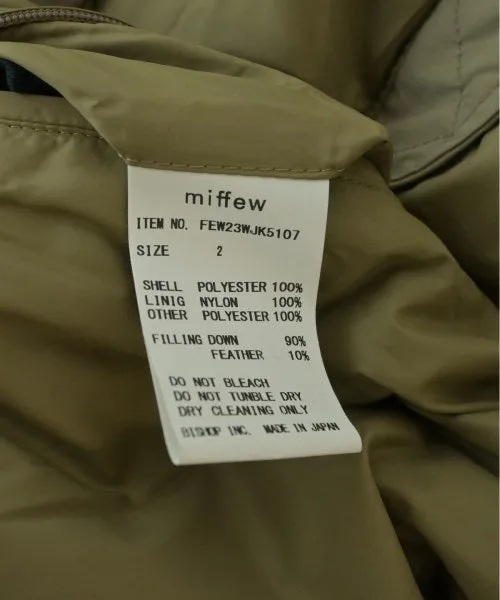 miffew
ITEM NO. FEW23WJK5107
SIZE 2
SHELL POLYESTER 100%
LINIG NYLON 100%
OTHER POLYESTER 100%
FILLING DOWN 90%
FEATHER 10%
DO NOT BLEACH
DO NOT TUNBLE DRY
DRY CLEANING ONLY
BISHOP INC. MADE IN JAPAN